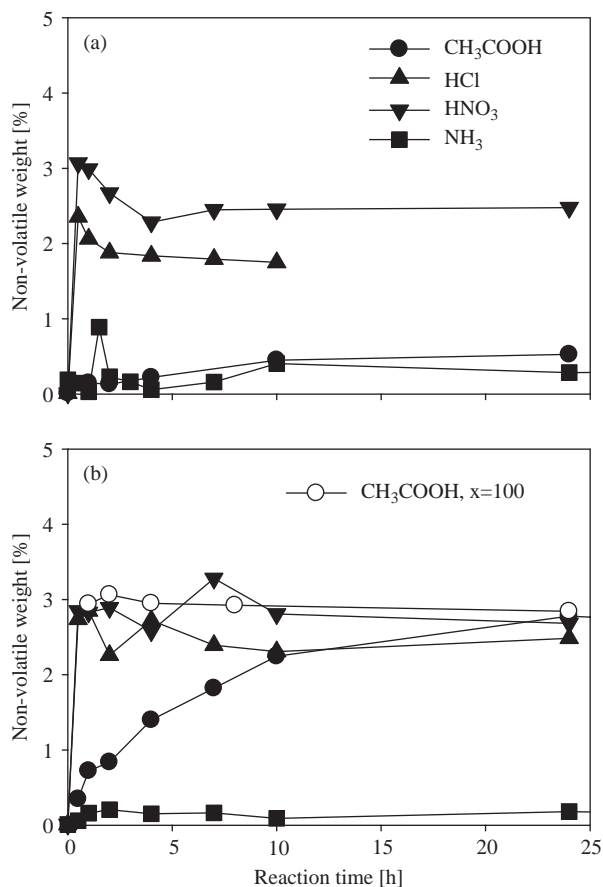 5
(a)
CH₃COOH
HCl
4
HNO₃
NH₃
3
Non-volatile weight [%]
2
1
0
5
(b)
CH₃COOH, x=100
4
3
Non-volatile weight [%]
2
1
0
0 5 10 15 20 25
Reaction time [h]